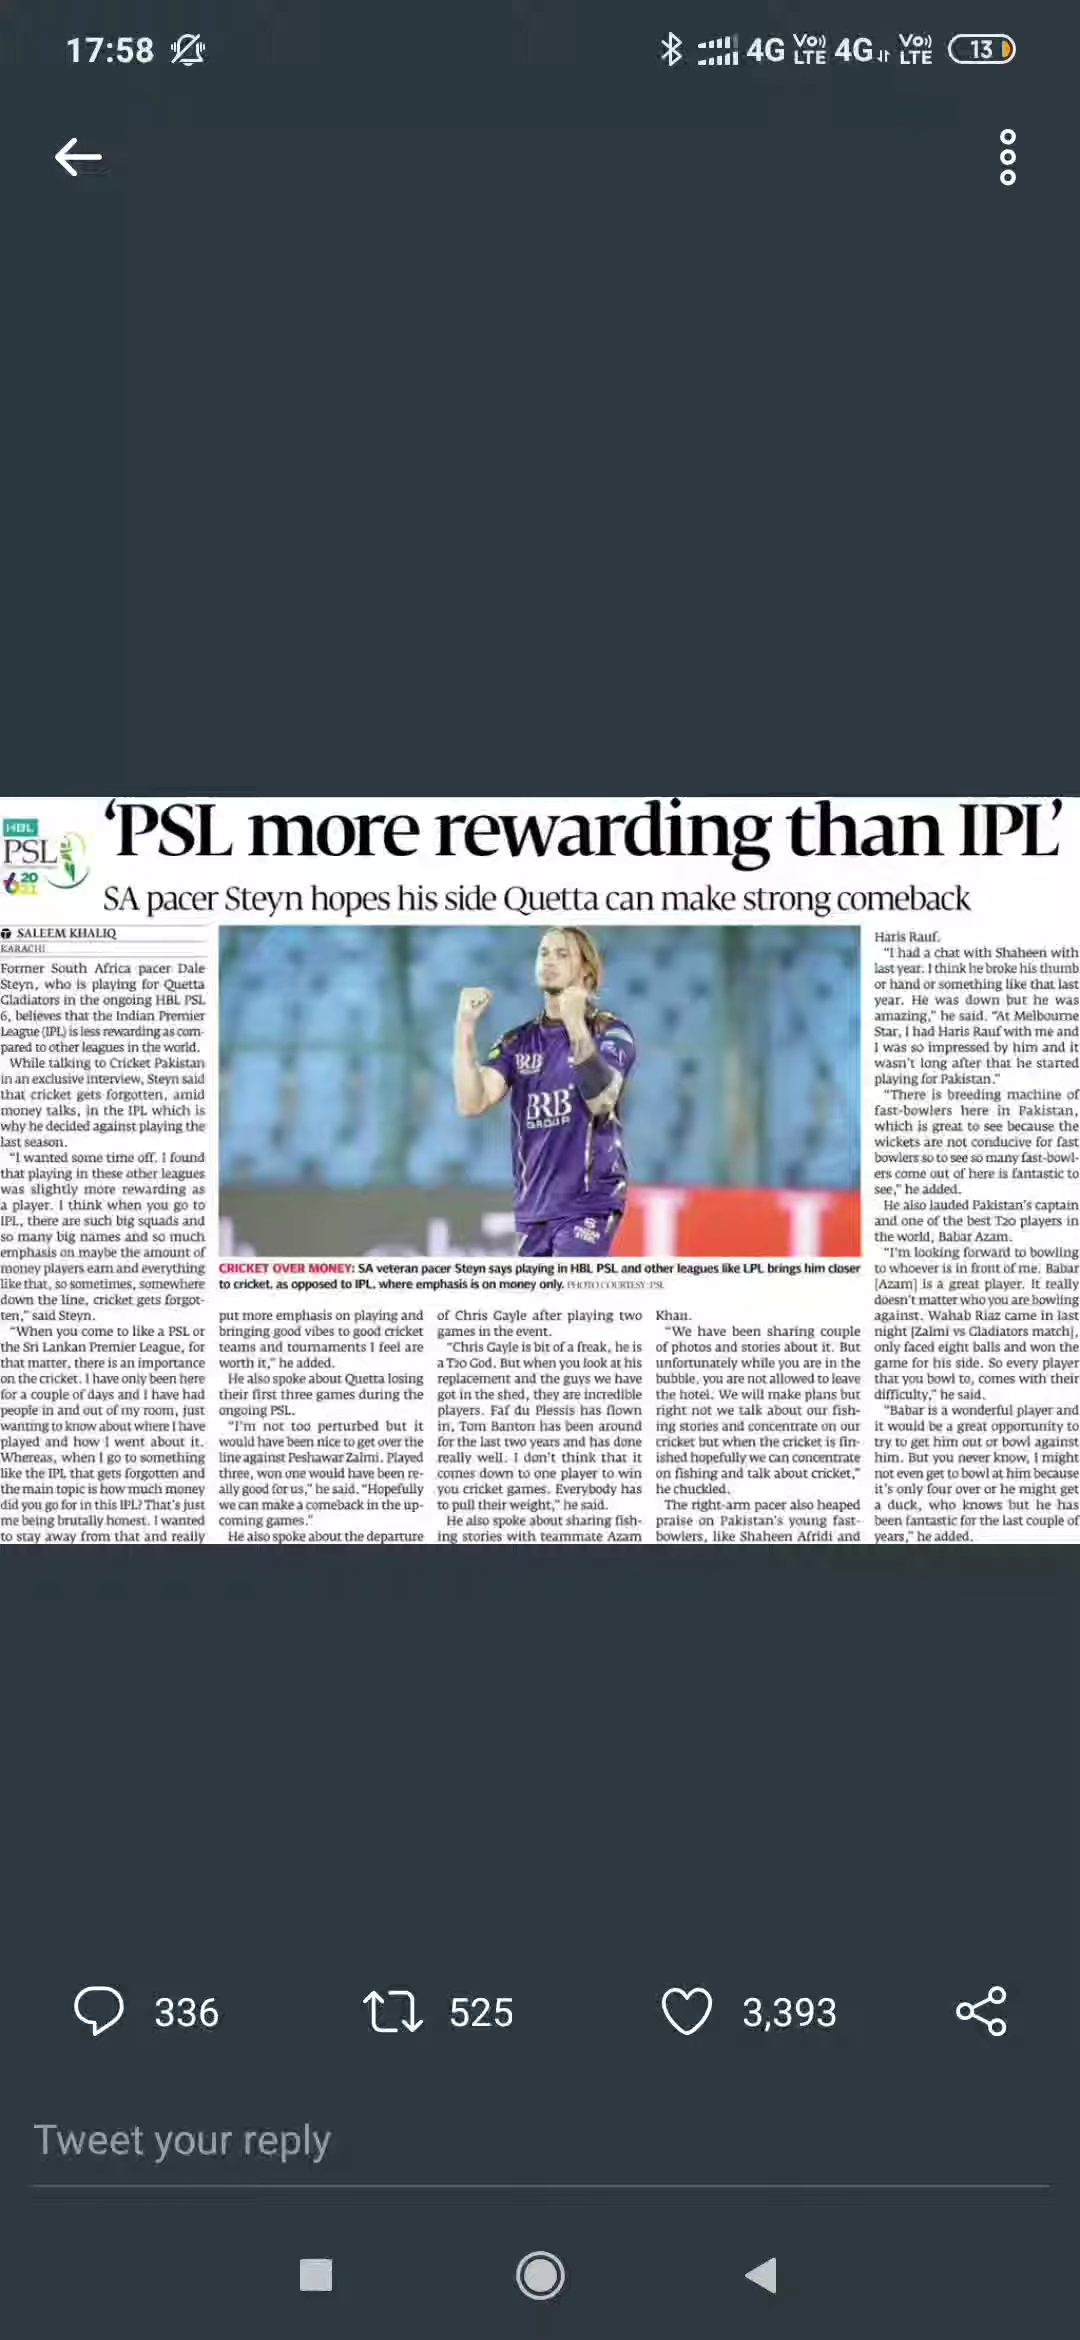 17:58
4G Vo)) LTE 4G Vo)) LTE 13
HBL
PSL
6 20 21
'PSL more rewarding than IPL'
SA pacer Steyn hopes his side Quetta can make strong comeback
SALEEM KHALIQ
KARACHI
Former South Africa pacer Dale
Steyn, who is playing for Quetta
Gladiators in the ongoing HBL PSL
6, believes that the Indian Premier
League (IPL) is less rewarding as com-
pared to other leagues in the world.
While talking to Cricket Pakistan
in an exclusive interview, Steyn said
that cricket gets forgotten, amid
money talks, in the IPL which is
why he decided against playing the
last season.
"I wanted some time off. I found
that playing in these other leagues
was slightly more rewarding as
a player. I think when you go to
IPL, there are such big squads and
so many big names and so much
emphasis on maybe the amount of
money players earn and everything
like that, so sometimes, somewhere
down the line, cricket gets forgot-
ten," said Steyn.
"When you come to like a PSL or
the Sri Lankan Premier League, for
that matter, there is an importance
on the cricket. I have only been here
for a couple of days and I have had
people in and out of my room, just
wanting to know about where I have
played and how I went about it.
Whereas, when I go to something
like the IPL that gets forgotten and
the main topic is how much money
did you go for in this IPL? That's just
me being brutally honest. I wanted
to stay away from that and really
BRB
BRB
GROUP
CRICKET OVER MONEY: SA veteran pacer Steyn says playing in HBL PSL and other leagues like LPL brings him closer
to cricket, as opposed to IPL, where emphasis is on money only. PHOTO COURTESY: PSL
put more emphasis on playing and
bringing good vibes to good cricket
teams and tournaments I feel are
worth it," he added.
He also spoke about Quetta losing
their first three games during the
ongoing PSL.
"I'm not too perturbed but it
would have been nice to get over the
line against Peshawar Zalmi. Played
three, won one would have been re-
ally good for us," he said. "Hopefully
we can make a comeback in the up-
coming games."
He also spoke about the departure
of Chris Gayle after playing two
games in the event.
"Chris Gayle is bit of a freak, he is
a T20 God. But when you look at his
replacement and the guys we have
got in the shed, they are incredible
players. Faf du Plessis has flown
in, Tom Banton has been around
for the last two years and has done
really well. I don't think that it
comes down to one player to win
you cricket games. Everybody has
to pull their weight," he said.
He also spoke about sharing fish-
ing stories with teammate Azam
Khan.
"We have been sharing couple
of photos and stories about it. But
unfortunately while you are in the
bubble, you are not allowed to leave
the hotel. We will make plans but
right not we talk about our fish-
ing stories and concentrate on our
cricket but when the cricket is fin-
ished hopefully we can concentrate
on fishing and talk about cricket,"
he chuckled.
The right-arm pacer also heaped
praise on Pakistan's young fast-
bowlers, like Shaheen Afridi and
Haris Rauf.
"I had a chat with Shaheen with
last year. I think he broke his thumb
or hand or something like that last
year. He was down but he was
amazing," he said. "At Melbourne
Star, I had Haris Rauf with me and
I was so impressed by him and it
wasn't long after that he started
playing for Pakistan."
"There is breeding machine of
fast-bowlers here in Pakistan,
which is great to see because the
wickets are not conducive for fast
bowlers so to see so many fast-bowl-
ers come out of here is fantastic to
see," he added.
He also lauded Pakistan's captain
and one of the best T20 players in
the world, Babar Azam.
"I'm looking forward to bowling
to whoever is in front of me. Babar
[Azam] is a great player. It really
doesn't matter who you are bowling
against. Wahab Riaz came in last
night [Zalmi vs Gladiators match],
only faced eight balls and won the
game for his side. So every player
that you bowl to, comes with their
difficulty," he said.
"Babar is a wonderful player and
it would be a great opportunity to
try to get him out or bowl against
him. But you never know, I might
not even get to bowl at him because
it's only four over or he might get
a duck, who knows but he has
been fantastic for the last couple of
years," he added.
336 525 3,393
Tweet your reply